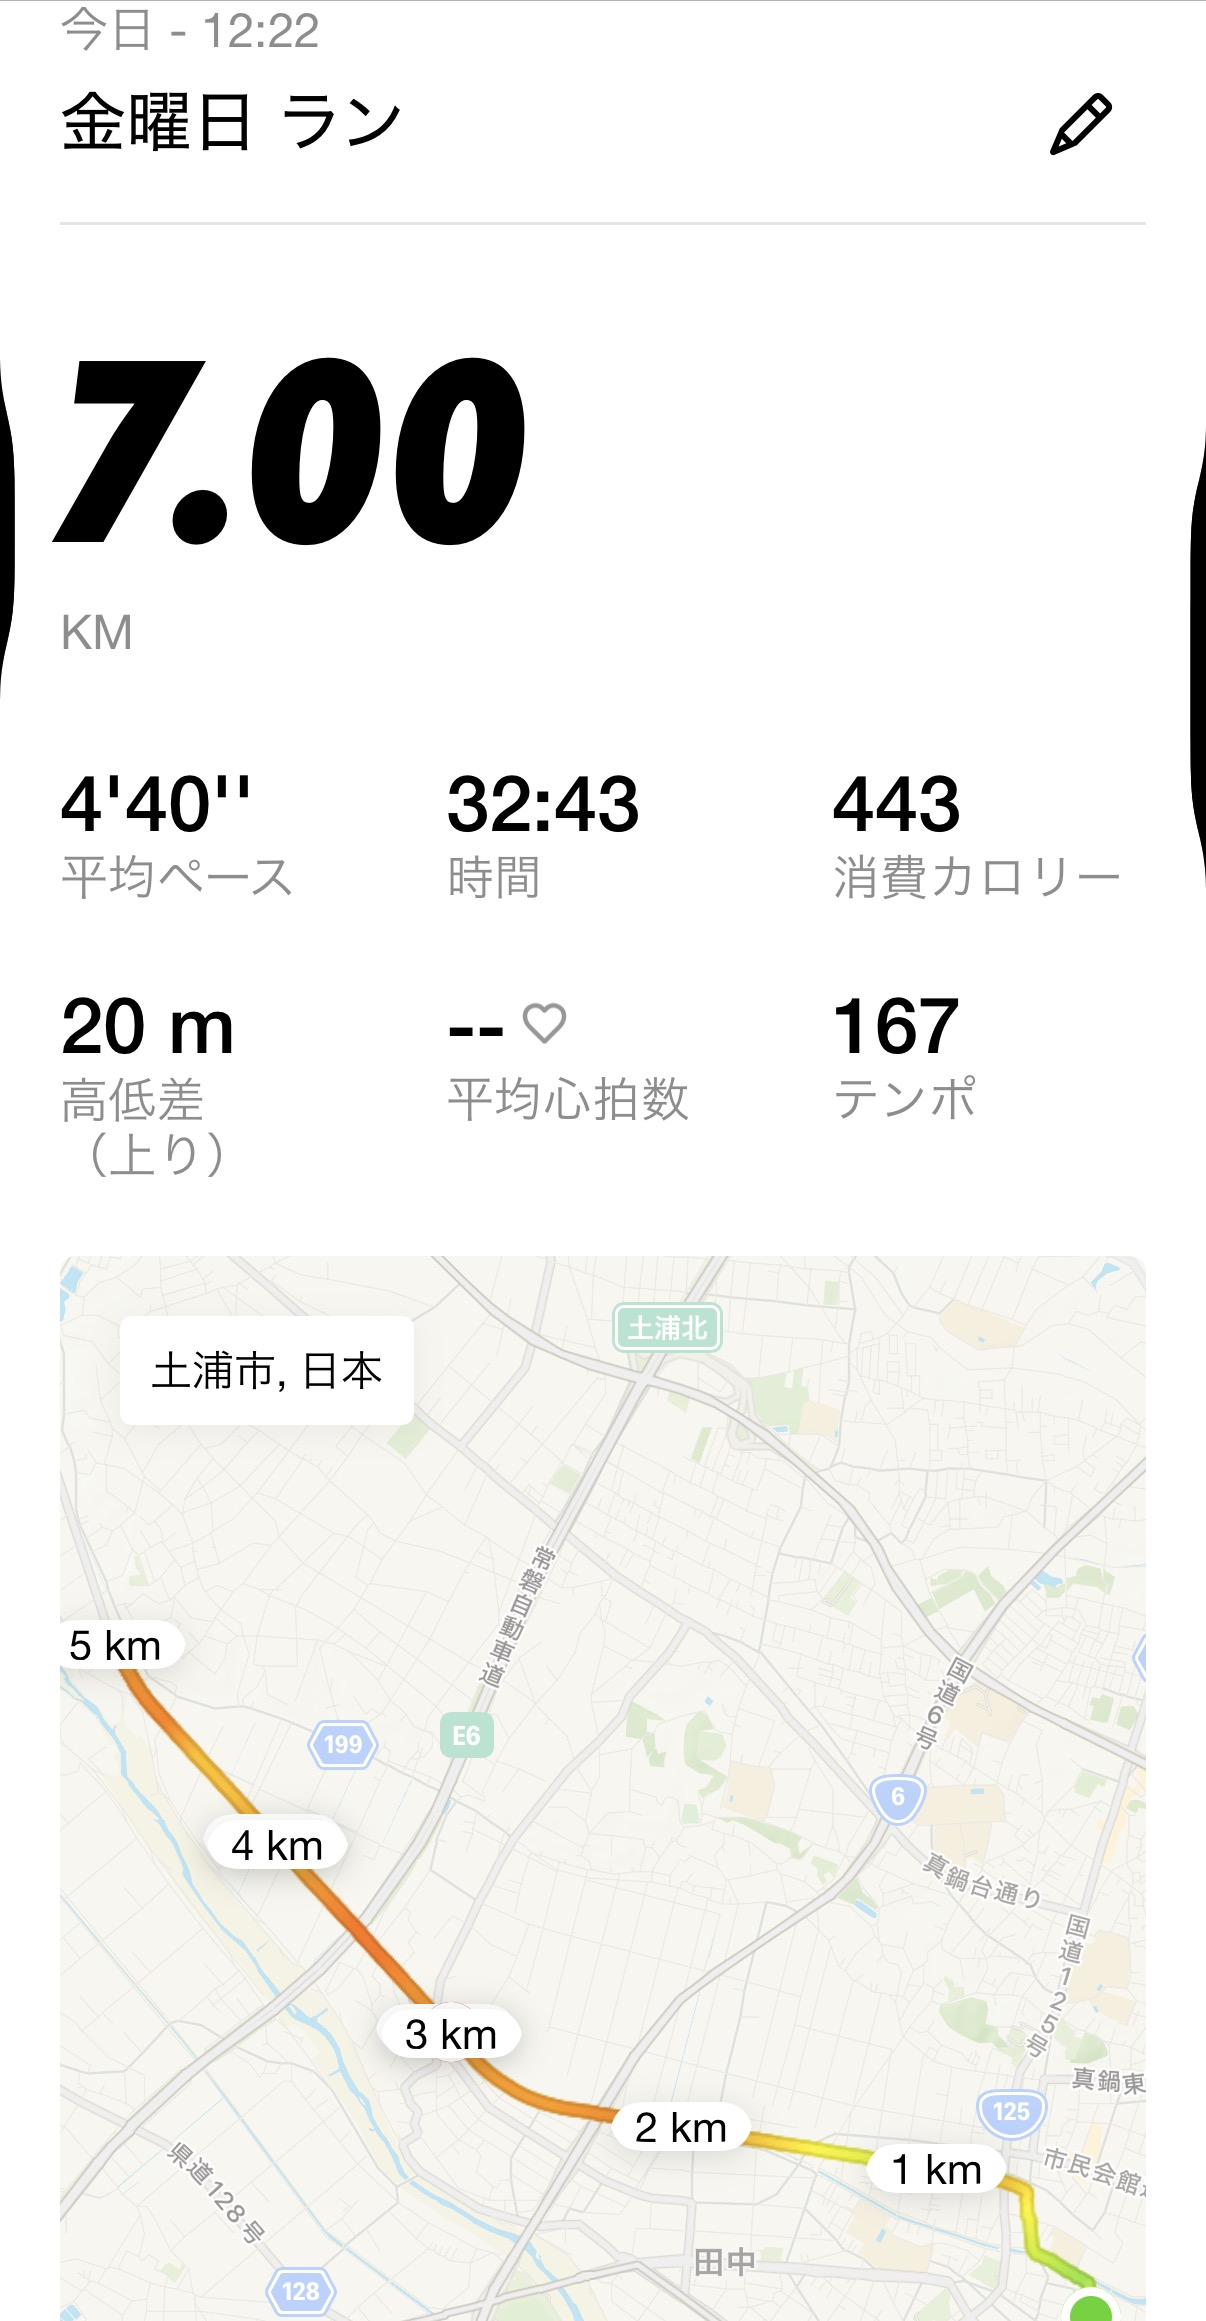 今日 - 12:22
金曜日 ラン
7.00
KM
4'40''
平均ペース
32:43
時間
443
消費カロリー
20 m
高低差
（上り）
--
平均心拍数
167
テンポ
土浦市, 日本
土浦北
常磐自動車道
5 km
国道6号
199
E6
6
4 km
真鍋台通り
国道125号
3 km
真鍋東
125
2 km
1 km
市民会館
県道128号
田中
128